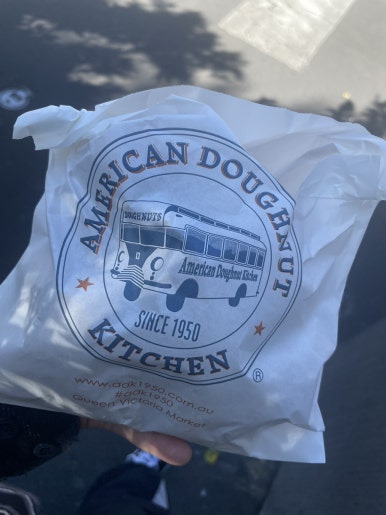 AMERICAN DOUGHNUT
DOUGHNUTS
American Doughnut Kitchen
SINCE 1950
KITCHEN
®
www.adk1950.com.au
#adk1950
Queen Victoria Market